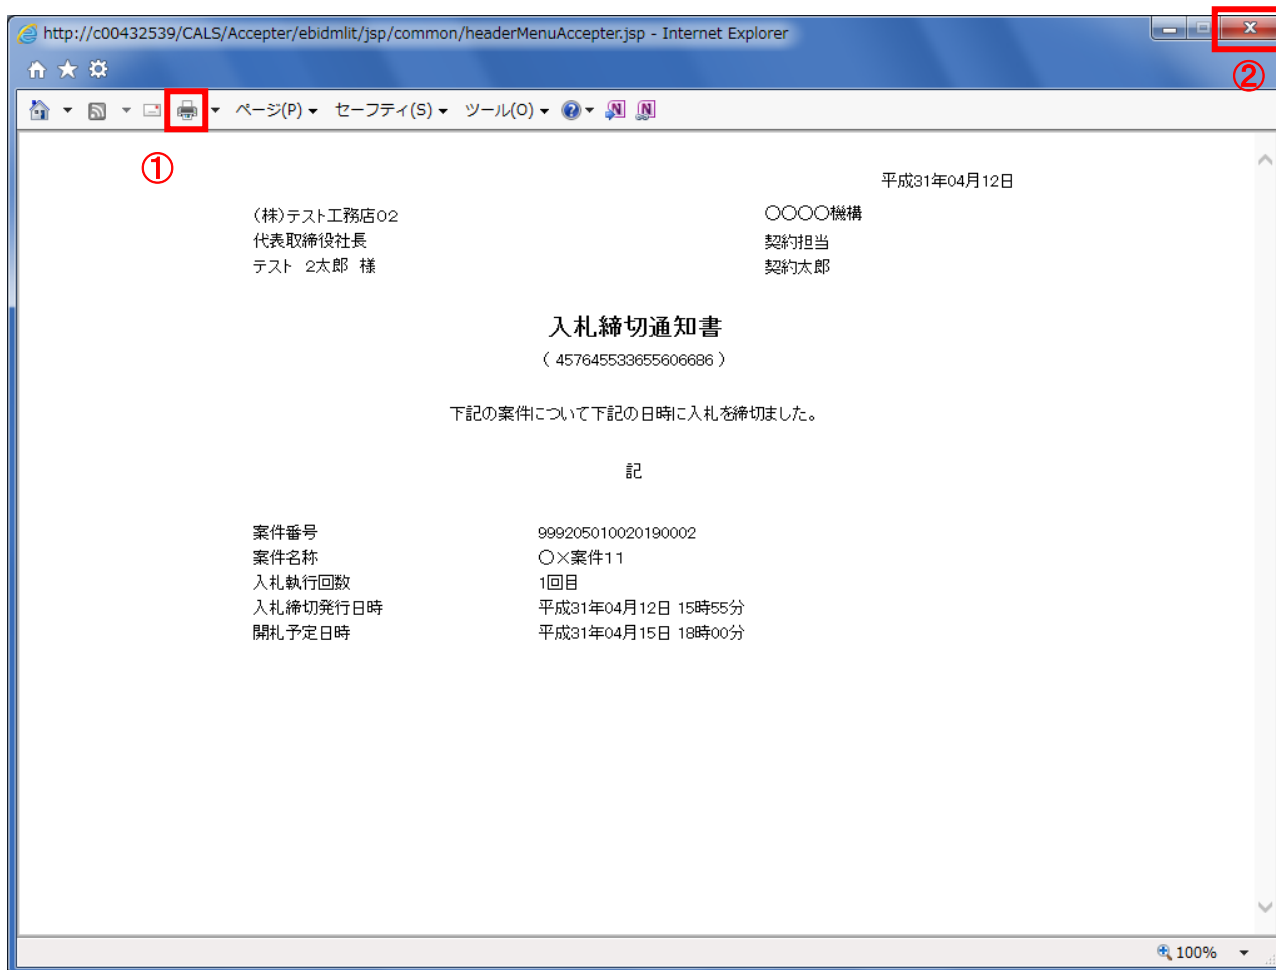 http://c00432539/CALS/Accepter/ebidmlit/jsp/common/headerMenuAccepter.jsp - Internet Explorer
②
ページ(P) セーフティ(S) ツール(O)
①
平成31年04月12日
(株)テスト工務店02
〇〇〇〇機構
代表取締役社長
契約担当
テスト 2太郎 様
契約太郎
入札締切通知書
( 457645533655606686 )
下記の案件について下記の日時に入札を締切ました。
記
案件番号 999205010020190002
案件名称 〇×案件11
入札執行回数 1回目
入札締切発行日時 平成31年04月12日 15時55分
開札予定日時 平成31年04月15日 18時00分
100%